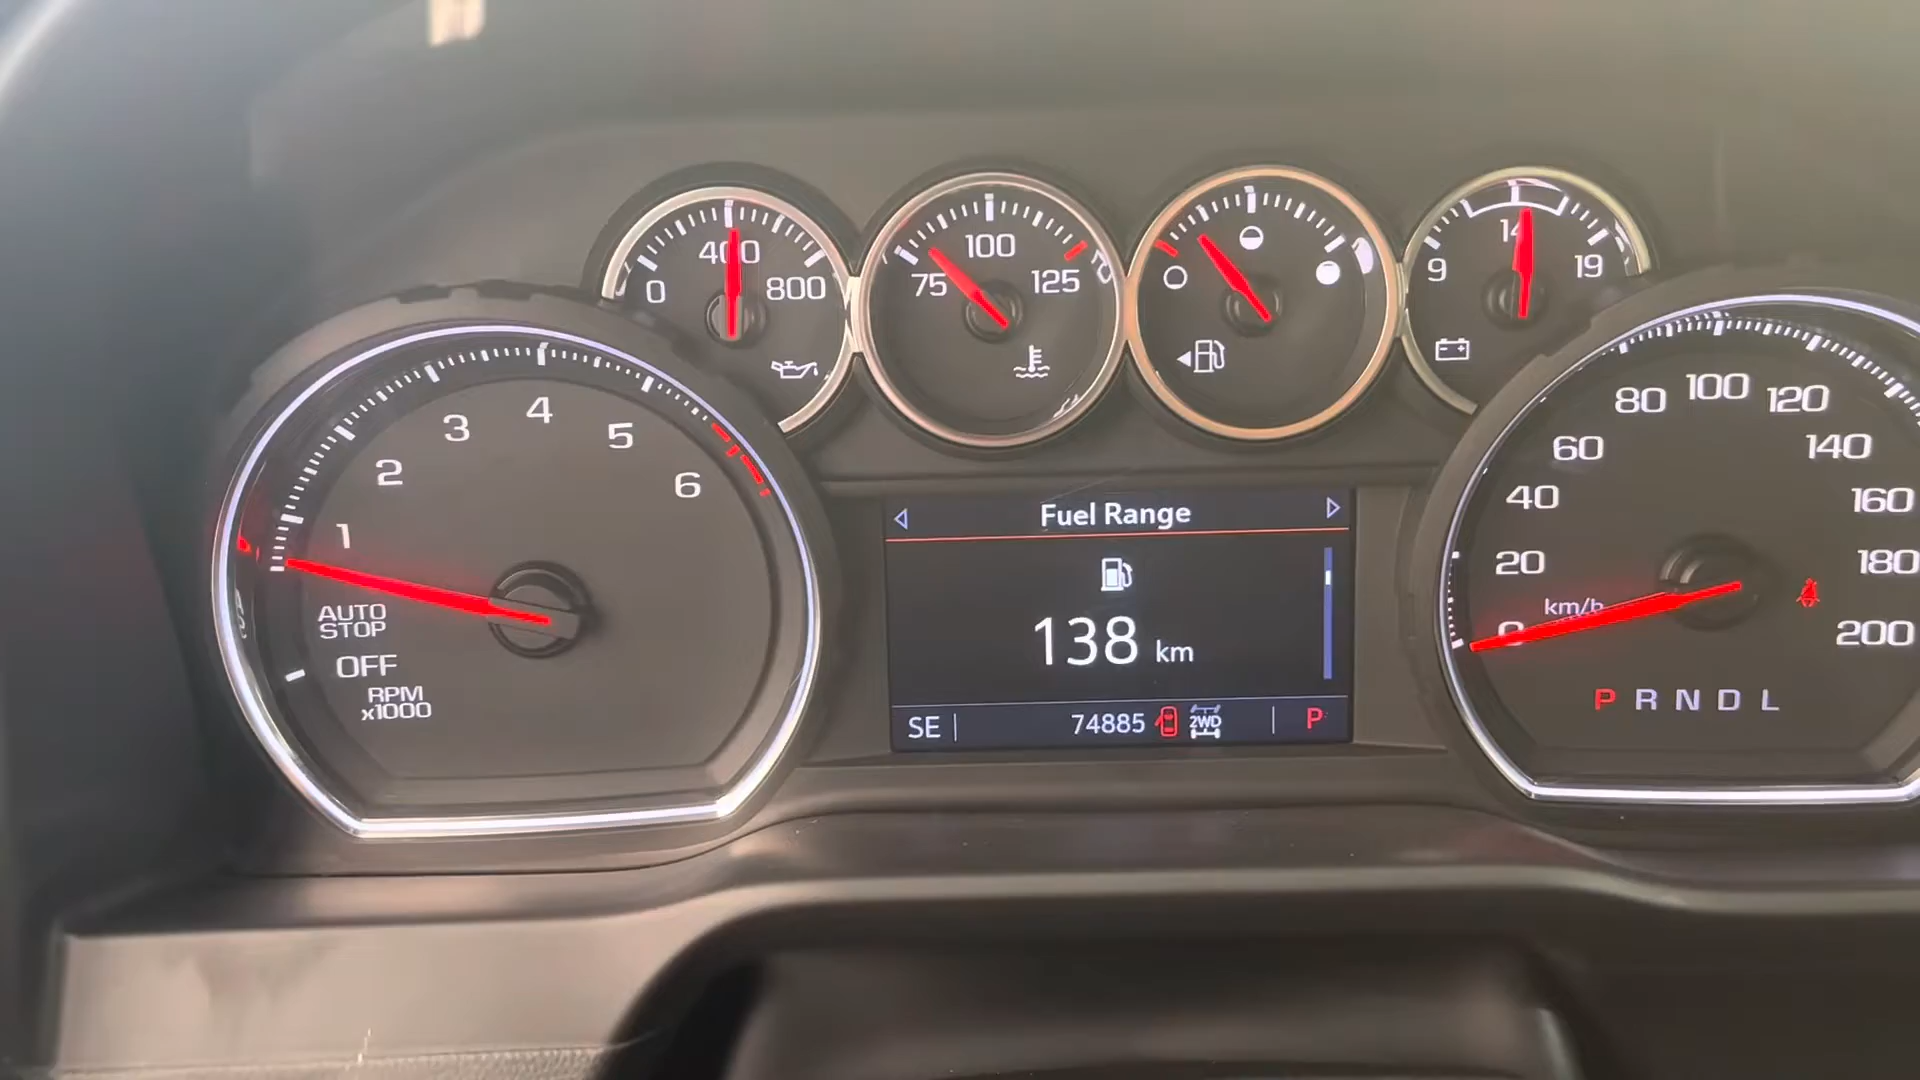 0 400 800
75 100 125
9 14 19
1 2 3 4 5 6
AUTO
STOP
OFF
RPM
x1000
Fuel Range
138 km
SE 74885 2WD P
0 20 40 60 80 100 120 140 160 180 200
km/h
P R N D L